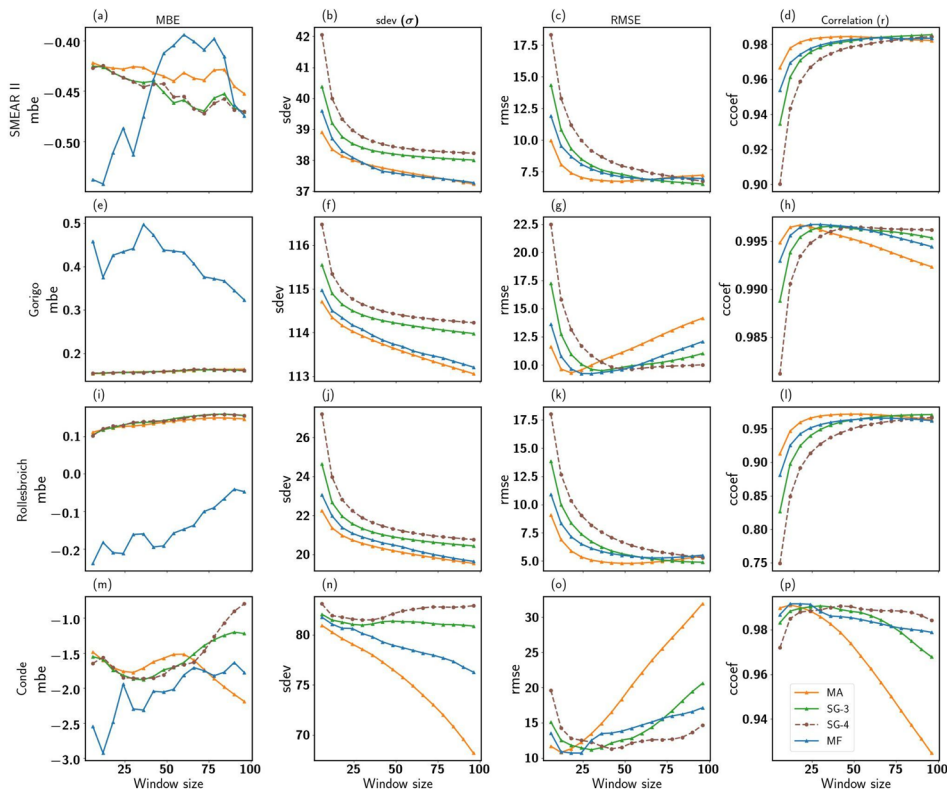 (a) MBE
(b) sdev (σ)
(c) RMSE
(d) Correlation (r)
SMEAR II
mbe
−0.40
−0.45
−0.50
sdev
42
41
40
39
38
37
rmse
17.5
15.0
12.5
10.0
7.5
ccoef
0.98
0.96
0.94
0.92
0.90
(e)
(f)
(g)
(h)
Gorigo
mbe
0.5
0.4
0.3
0.2
sdev
116
115
114
113
rmse
22.5
20.0
17.5
15.0
12.5
10.0
ccoef
0.995
0.990
0.985
(i)
(j)
(k)
(l)
Rollesbroich
mbe
0.1
0.0
−0.1
−0.2
sdev
26
24
22
20
rmse
17.5
15.0
12.5
10.0
7.5
5.0
ccoef
0.95
0.90
0.85
0.80
0.75
(m)
(n)
(o)
(p)
Conde
mbe
−1.0
−1.5
−2.0
−2.5
−3.0
sdev
80
70
rmse
30
25
20
15
10
ccoef
0.98
0.96
0.94
MA
SG-3
SG-4
MF
25 50 75 100
25 50 75 100
25 50 75 100
25 50 75 100
Window size
Window size
Window size
Window size